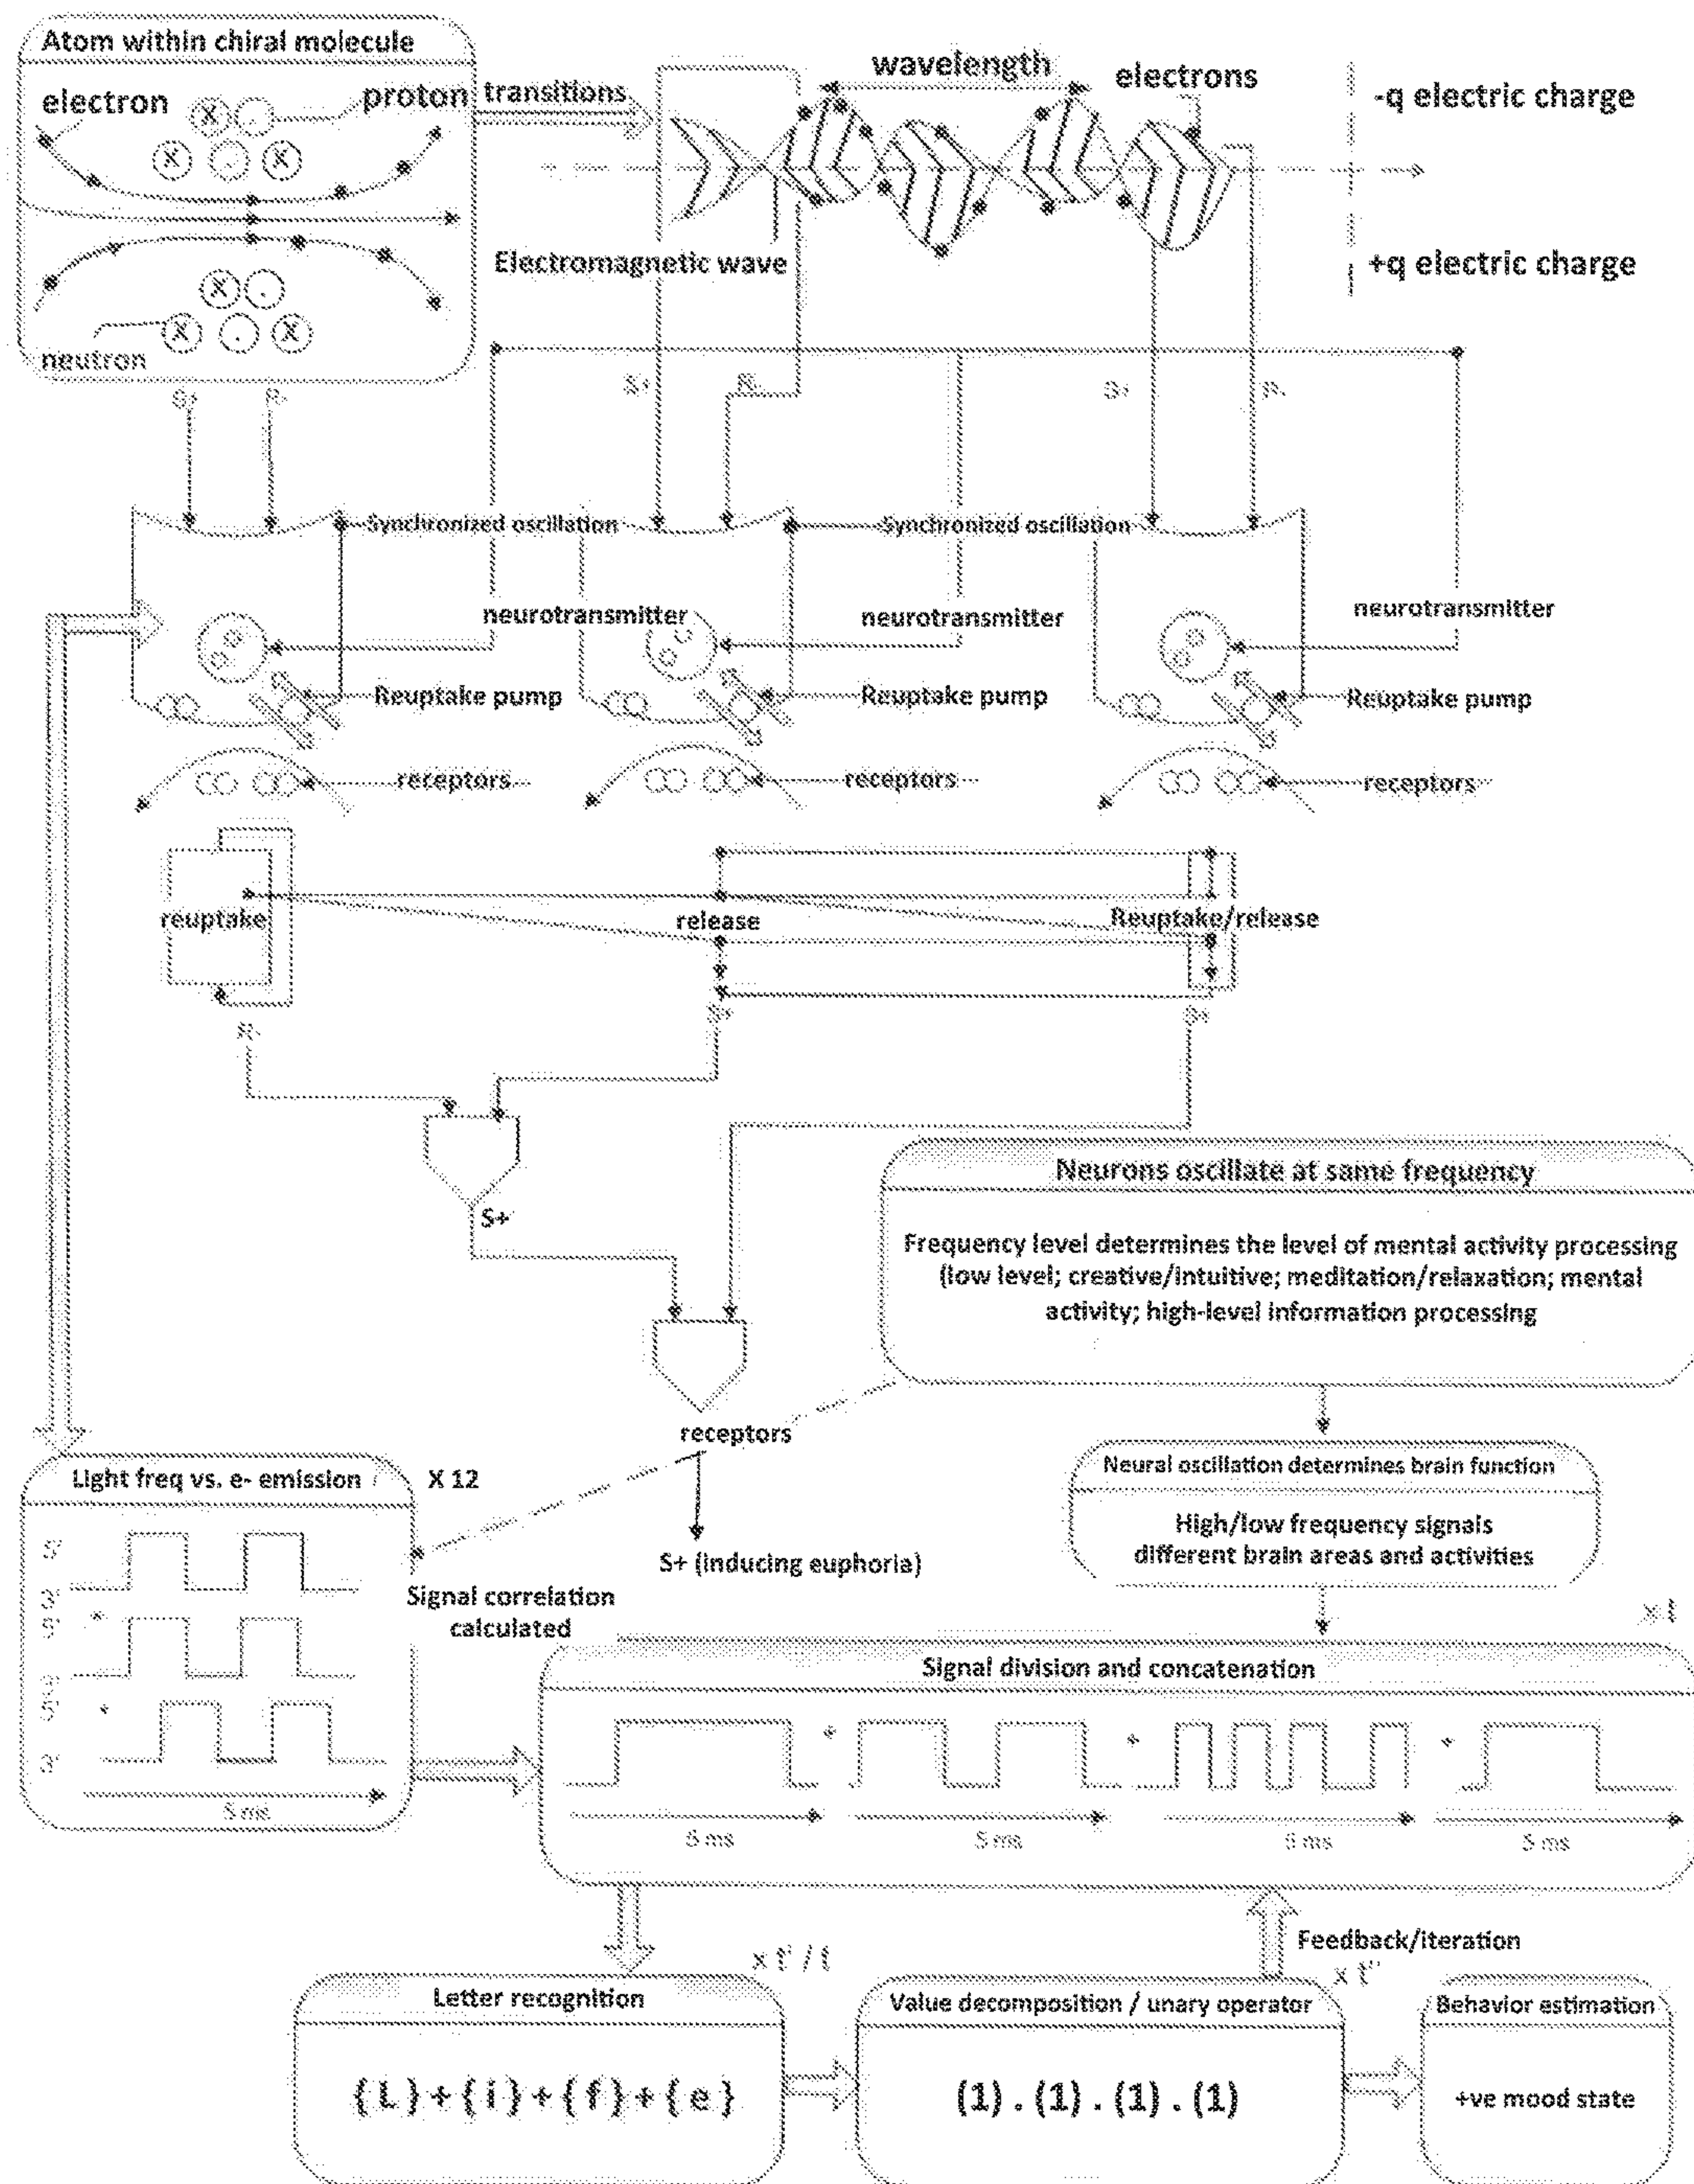 Atom within chiral molecule
electron
proton
transitions
wavelength
electrons
-q electric charge
X .
X . X
Electromagnetic wave
+q electric charge
X .
X . X
neutron
S+
R-
S+
R-
S+
R-
Synchronized oscillation
Synchronized oscillation
neurotransmitter
neurotransmitter
neurotransmitter
Reuptake pump
Reuptake pump
Reuptake pump
receptors
receptors
receptors
reuptake
release
Reuptake/release
R-
S+
S+
S+
Neurons oscillate at same frequency
Frequency level determines the level of mental activity processing
(low level; creative/intuitive; meditation/relaxation; mental
activity; high-level information processing
receptors
Light freq vs. e- emission
X 12
Neural oscillation determines brain function
High/low frequency signals
different brain areas and activities
S+ (inducing euphoria)
5'
3'
5'
3'
5'
3'
5 ms
Signal correlation
calculated
x t
Signal division and concatenation
5 ms
5 ms
5 ms
5 ms
Feedback/iteration
x t' / t
x t''
Letter recognition
{ L } + { i } + { f } + { e }
Value decomposition / unary operator
(1) . (1) . (1) . (1)
Behavior estimation
+ve mood state